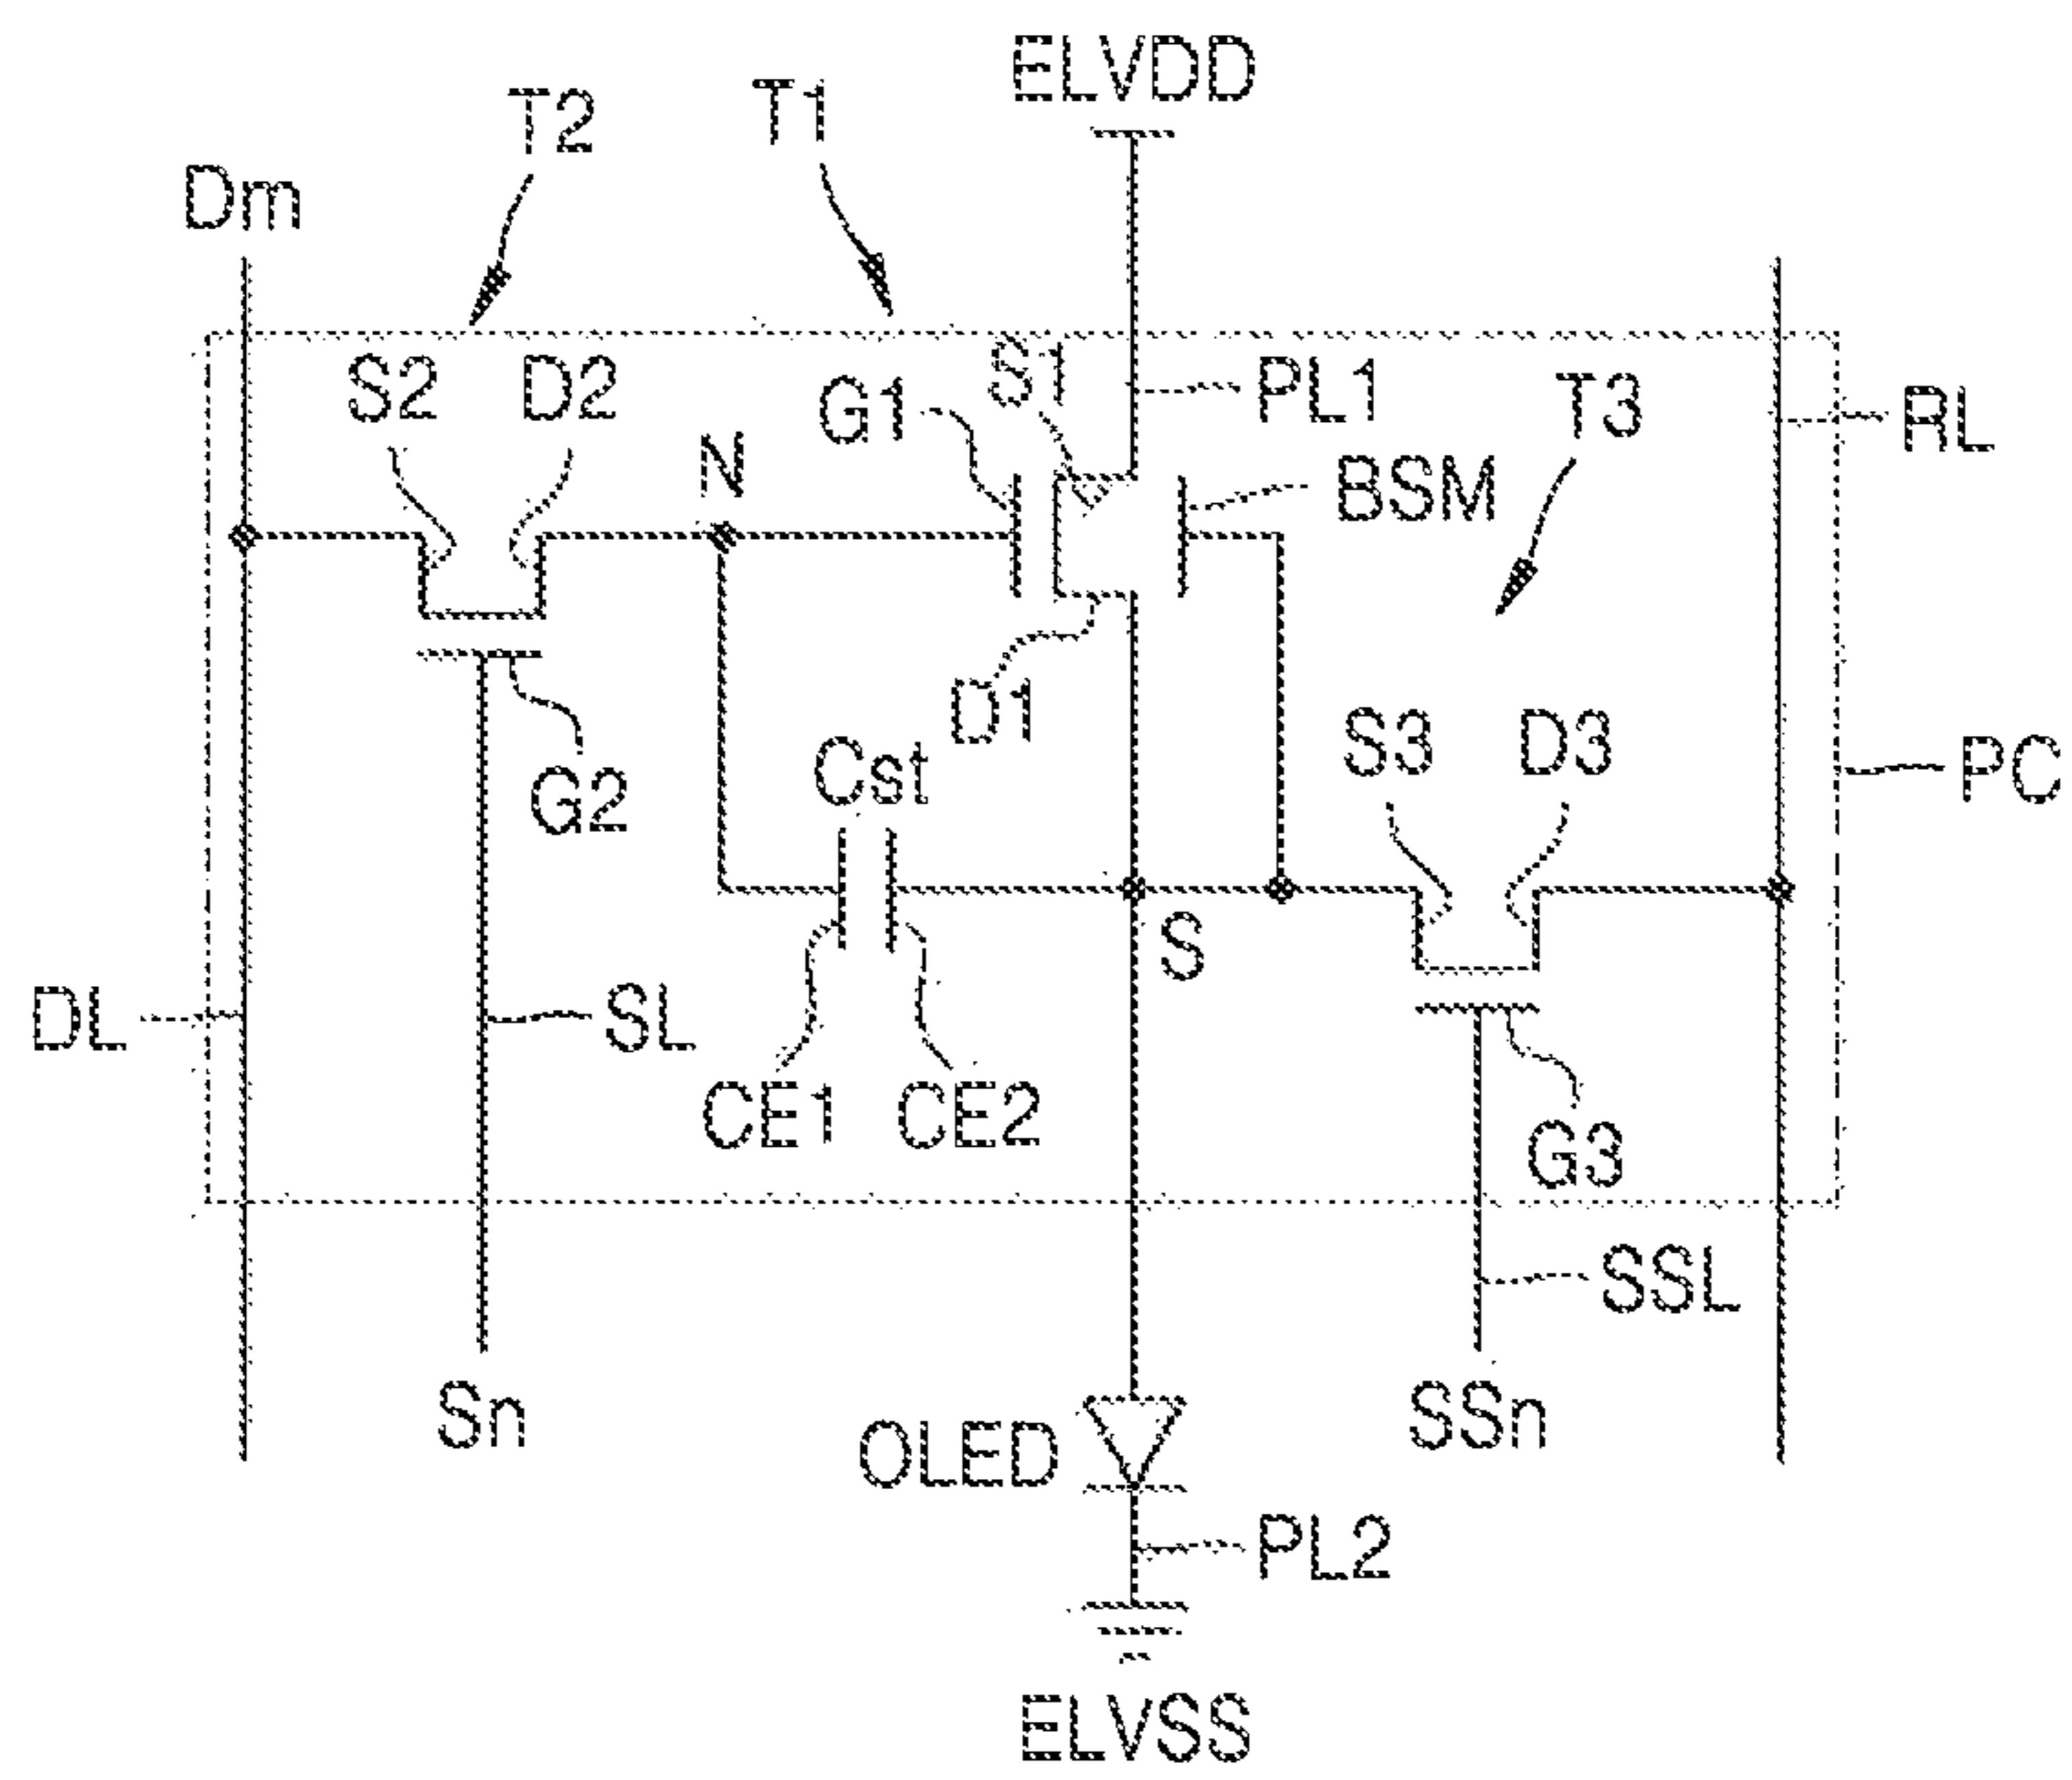 ELVDD
T2
T1
Dm
S2
D2
G1
S1
PL1
T3
RL
N
BSM
D1
Cst
G2
S3
D3
PC
S
DL
SL
CE1
CE2
G3
SSL
Sn
OLED
SSn
PL2
ELVSS